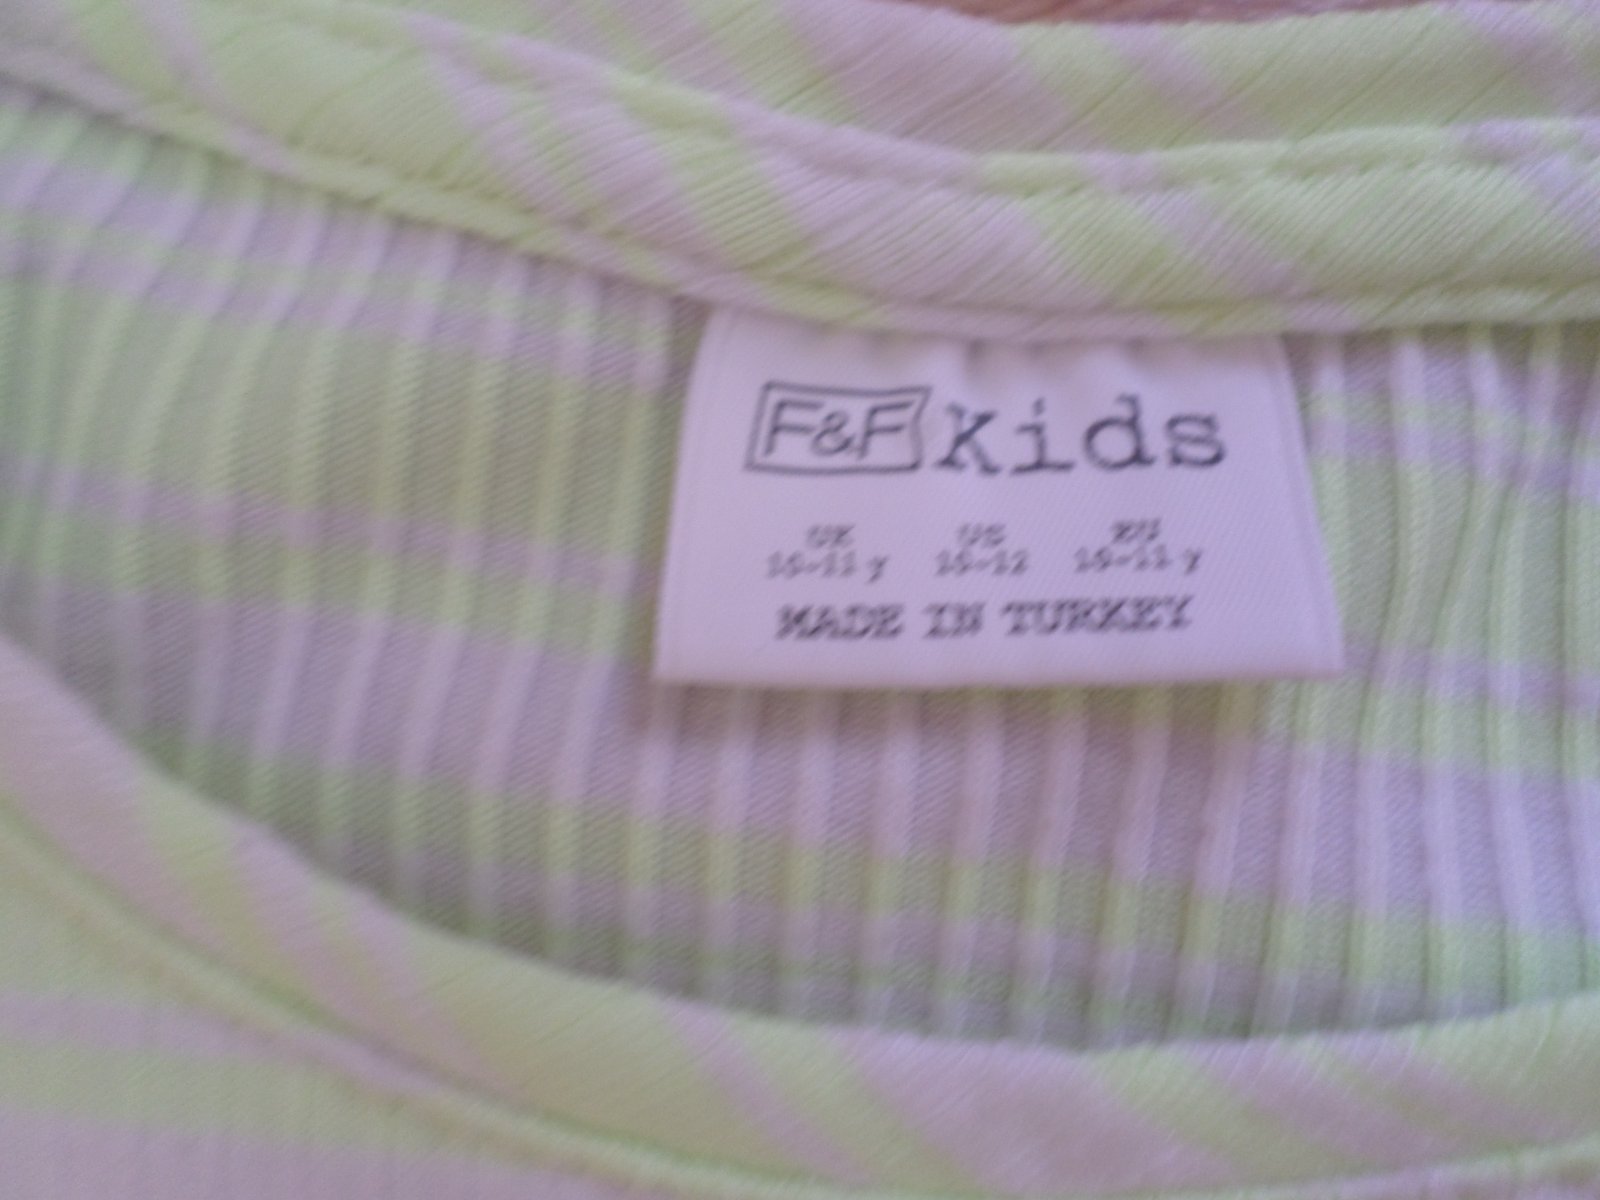 F&F Kids
UK US EU
10-11 y 10-12 10-11 y
MADE IN TURKEY